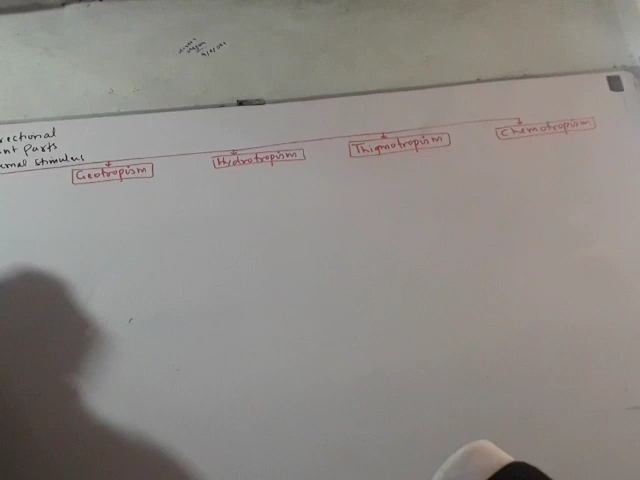 rectional
nt Parts
rnal stimulus
Geotropism
Hydrotropism
Thigmotropism
Chemotropism